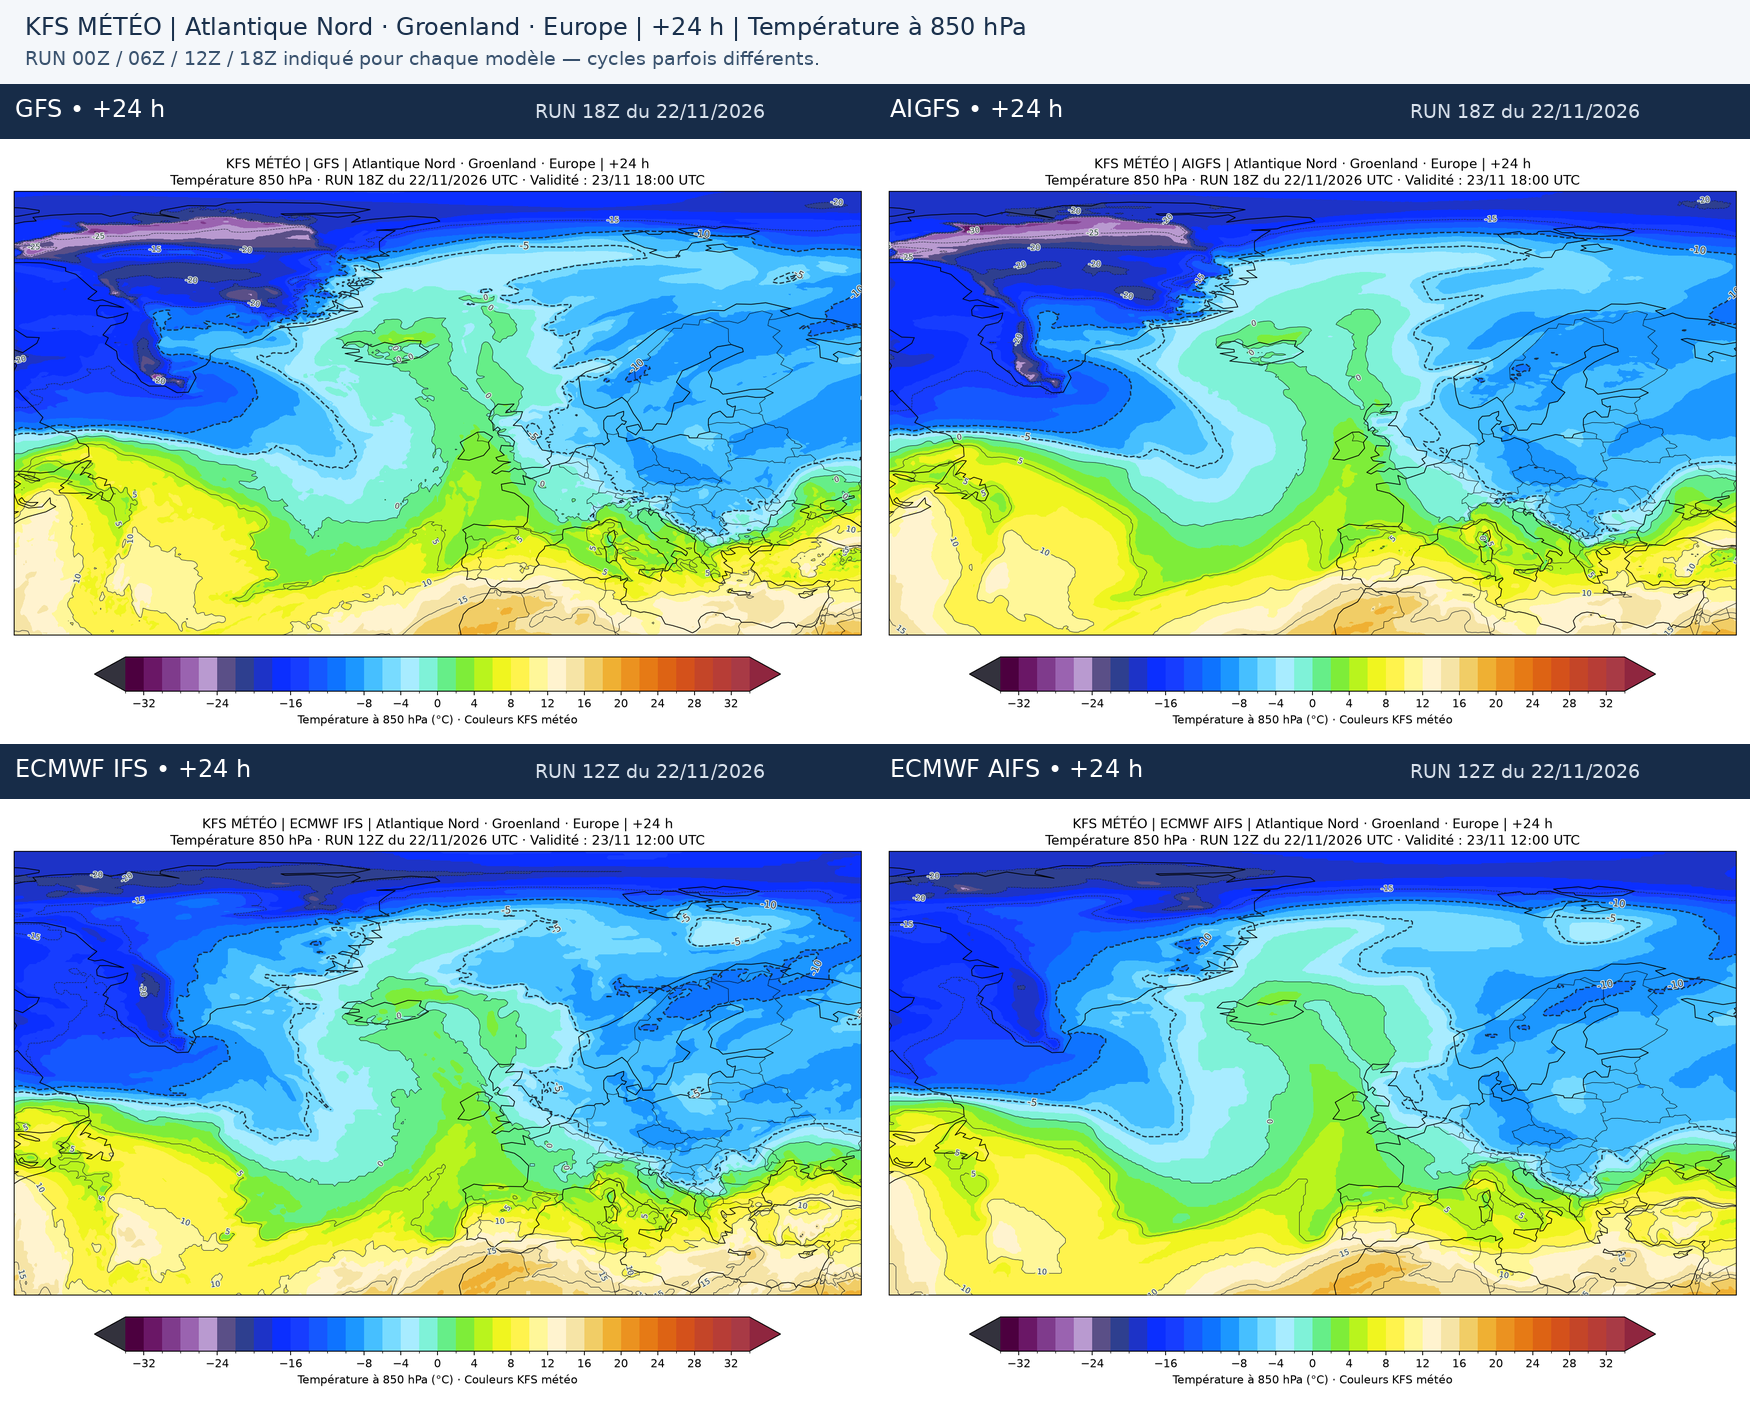 KFS MÉTÉO | Atlantique Nord · Groenland · Europe | +24 h | Température à 850 hPa
RUN 00Z / 06Z / 12Z / 18Z indiqué pour chaque modèle — cycles parfois différents.
GFS • +24 h
RUN 18Z du 22/11/2026
AIGFS • +24 h
RUN 18Z du 22/11/2026
KFS MÉTÉO | GFS | Atlantique Nord · Groenland · Europe | +24 h
Température 850 hPa · RUN 18Z du 22/11/2026 UTC · Validité : 23/11 18:00 UTC
KFS MÉTÉO | AIGFS | Atlantique Nord · Groenland · Europe | +24 h
Température 850 hPa · RUN 18Z du 22/11/2026 UTC · Validité : 23/11 18:00 UTC
−32 −24 −16 −8 −4 0 4 8 12 16 20 24 28 32
Température à 850 hPa (°C) · Couleurs KFS météo
−32 −24 −16 −8 −4 0 4 8 12 16 20 24 28 32
Température à 850 hPa (°C) · Couleurs KFS météo
ECMWF IFS • +24 h
RUN 12Z du 22/11/2026
ECMWF AIFS • +24 h
RUN 12Z du 22/11/2026
KFS MÉTÉO | ECMWF IFS | Atlantique Nord · Groenland · Europe | +24 h
Température 850 hPa · RUN 12Z du 22/11/2026 UTC · Validité : 23/11 12:00 UTC
KFS MÉTÉO | ECMWF AIFS | Atlantique Nord · Groenland · Europe | +24 h
Température 850 hPa · RUN 12Z du 22/11/2026 UTC · Validité : 23/11 12:00 UTC
−32 −24 −16 −8 −4 0 4 8 12 16 20 24 28 32
Température à 850 hPa (°C) · Couleurs KFS météo
−32 −24 −16 −8 −4 0 4 8 12 16 20 24 28 32
Température à 850 hPa (°C) · Couleurs KFS météo